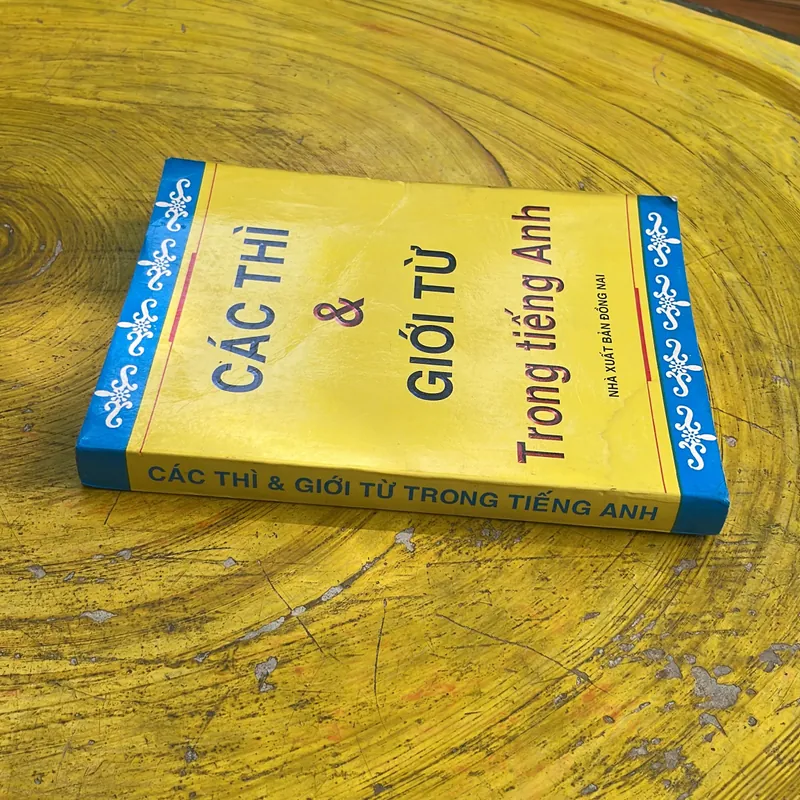 CÁC THÌ
&
GIỚI TỪ
Trong tiếng Anh
NHÀ XUẤT BẢN ĐỒNG NAI
CÁC THÌ & GIỚI TỪ TRONG TIẾNG ANH